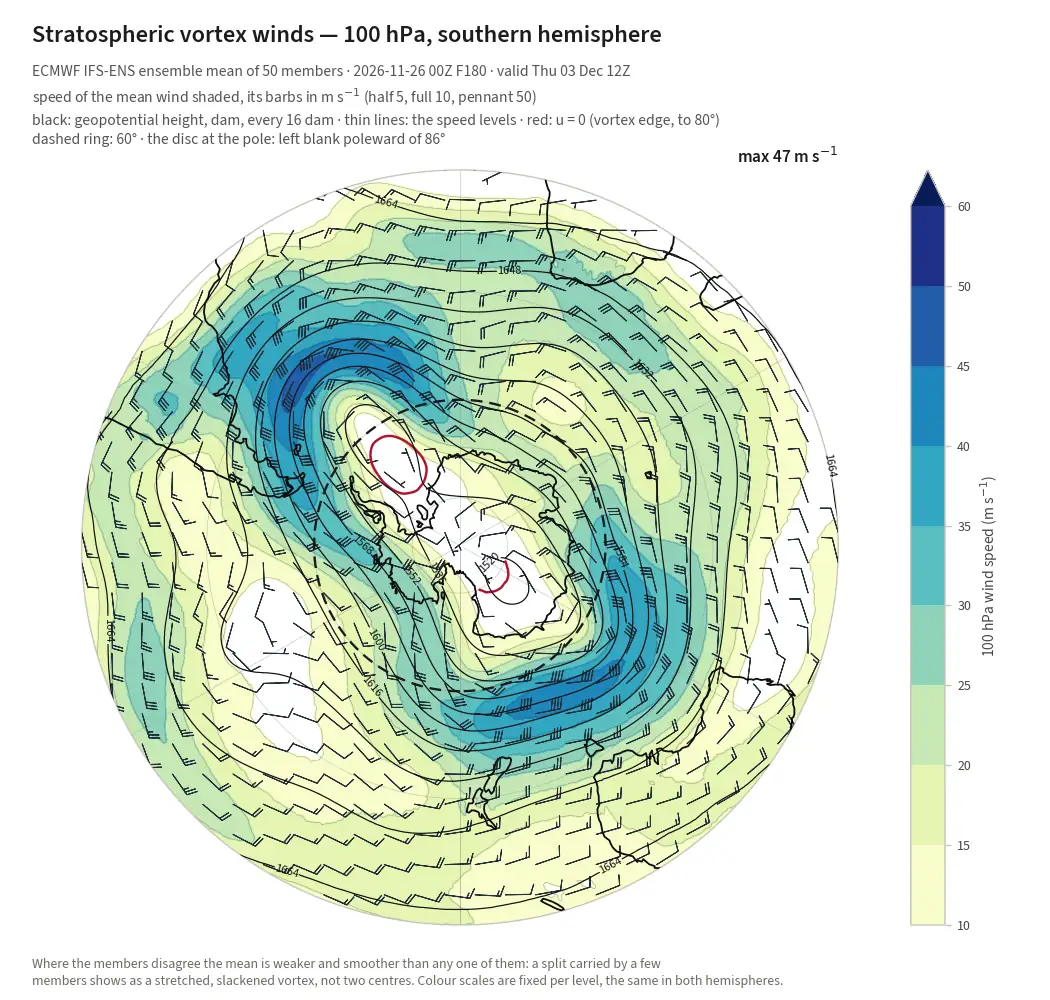 Stratospheric vortex winds — 100 hPa, southern hemisphere
ECMWF IFS-ENS ensemble mean of 50 members · 2026-11-26 00Z F180 · valid Thu 03 Dec 12Z
speed of the mean wind shaded, its barbs in m s⁻¹ (half 5, full 10, pennant 50)
black: geopotential height, dam, every 16 dam · thin lines: the speed levels · red: u = 0 (vortex edge, to 80°)
dashed ring: 60° · the disc at the pole: left blank poleward of 86°
max 47 m s⁻¹
1664
1648
1632
1664
1568
1552
1520
1584
1664
1600
1616
1664
1664
60
50
45
40
35
30
25
20
15
10
100 hPa wind speed (m s⁻¹)
Where the members disagree the mean is weaker and smoother than any one of them: a split carried by a few
members shows as a stretched, slackened vortex, not two centres. Colour scales are fixed per level, the same in both hemispheres.